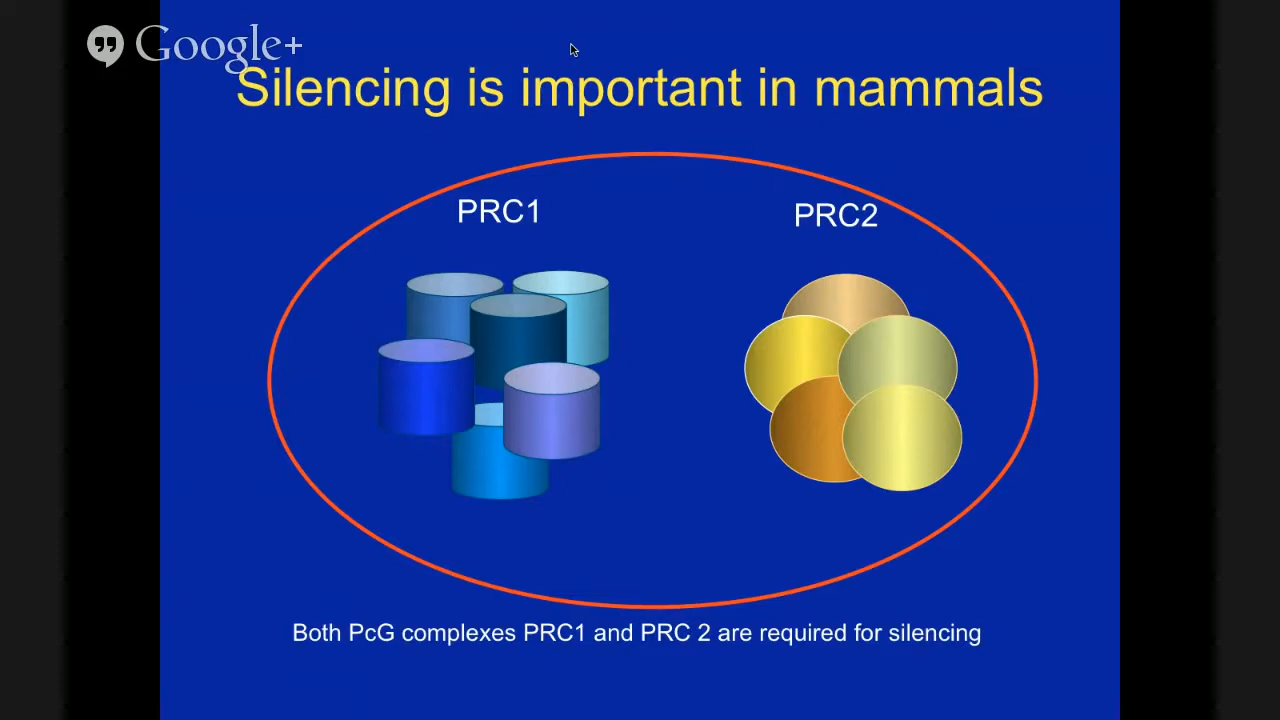 Google+
Silencing is important in mammals
PRC1
PRC2
Both PcG complexes PRC1 and PRC 2 are required for silencing